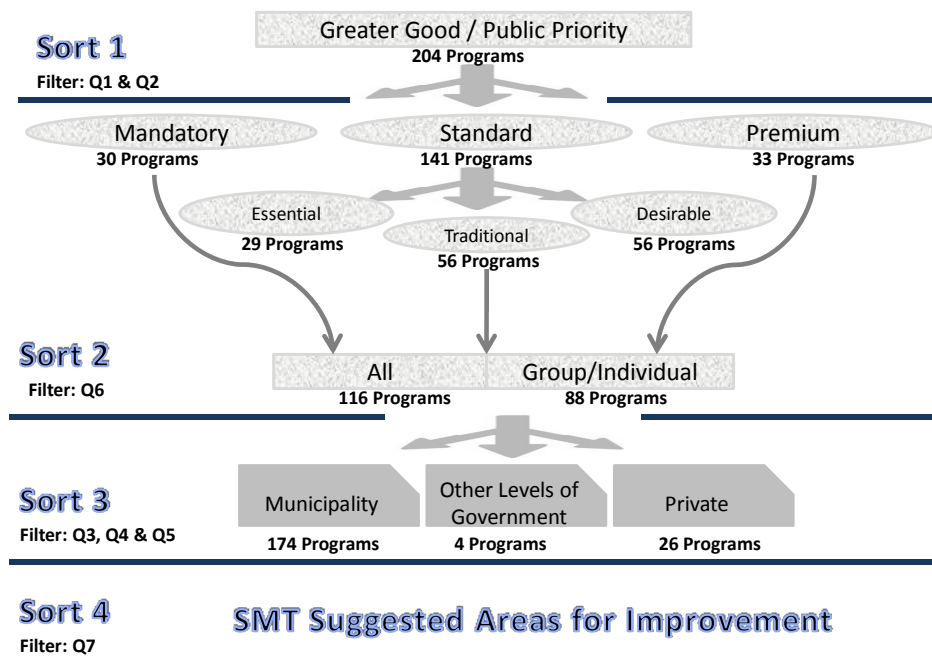 Greater Good / Public Priority
204 Programs
Sort 1
Filter: Q1 & Q2
Mandatory
30 Programs
Standard
141 Programs
Premium
33 Programs
Essential
29 Programs
Traditional
56 Programs
Desirable
56 Programs
Sort 2
Filter: Q6
All
116 Programs
Group/Individual
88 Programs
Sort 3
Filter: Q3, Q4 & Q5
Municipality
174 Programs
Other Levels of
Government
4 Programs
Private
26 Programs
Sort 4
Filter: Q7
SMT Suggested Areas for Improvement